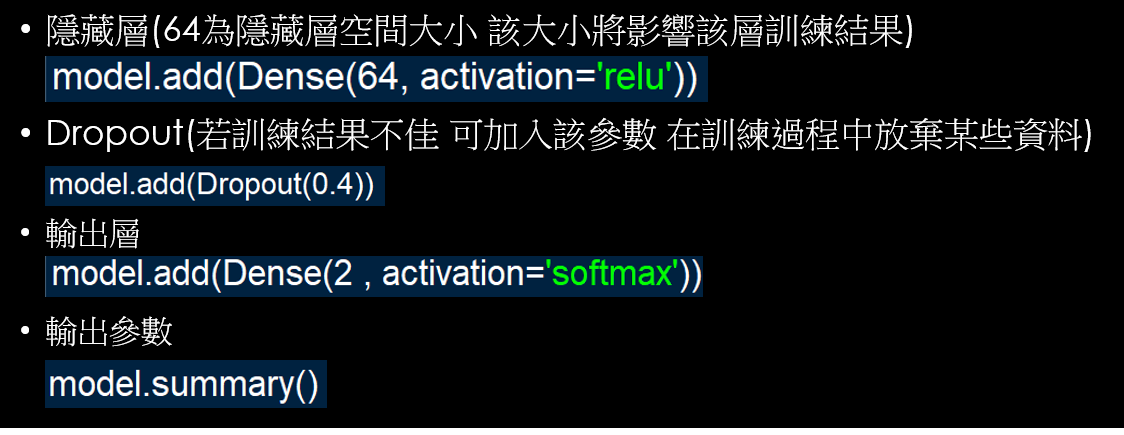 • 隱藏層(64為隱藏層空間大小 該大小將影響該層訓練結果)
model.add(Dense(64, activation='relu'))
• Dropout(若訓練結果不佳 可加入該參數 在訓練過程中放棄某些資料)
model.add(Dropout(0.4))
• 輸出層
model.add(Dense(2 , activation='softmax'))
• 輸出參數
model.summary()